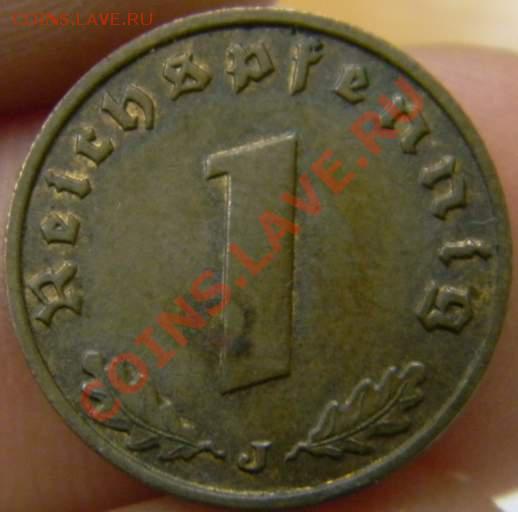 COINS.LAVE.RU
Reichspfennig
1
J
COINS.LAVE.RU